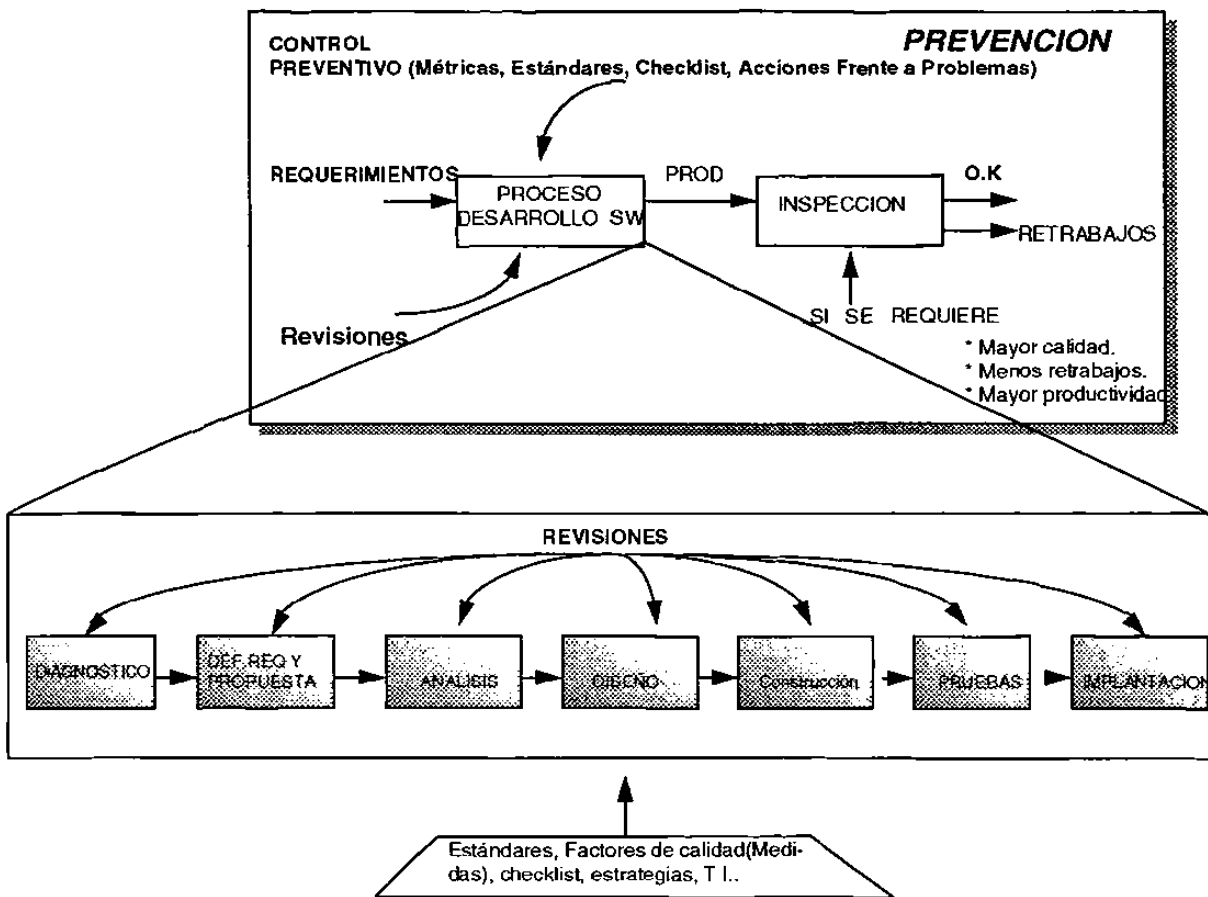 PREVENCION
CONTROL
PREVENTIVO (Métricas, Estándares, Checklist, Acciones Frente a Problemas)
REQUERIMIENTOS
PROCESO
DESARROLLO SW
PROD
INSPECCION
O.K
RETRABAJOS
Revisiones
SI SE REQUIERE
* Mayor calidad.
* Menos retrabajos.
* Mayor productividad
REVISIONES
DIAGNOSTICO
DEF.REQ Y
PROPUESTA
ANALISIS
DISEÑO
Construcción
PRUEBAS
IMPLANTACION
Estándares, Factores de calidad(Medi-
das), checklist, estrategias, T I..